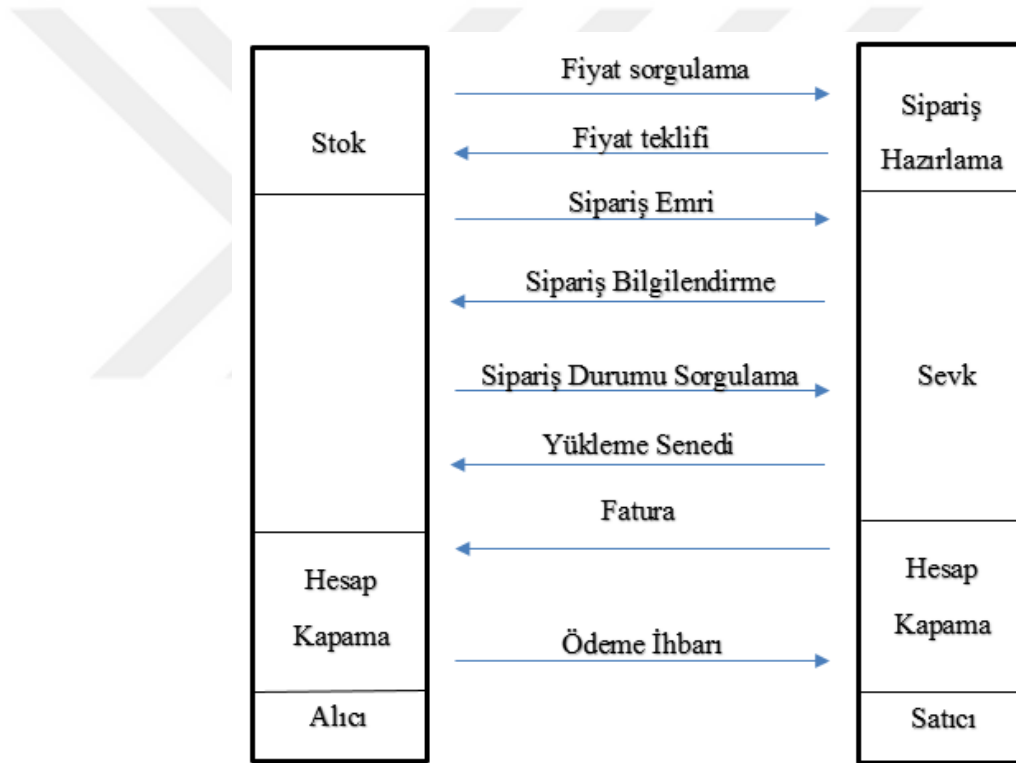 Fiyat sorgulama
Sipariş
Hazırlama
Stok
Fiyat teklifi
Sipariş Emri
Sipariş Bilgilendirme
Sipariş Durumu Sorgulama
Sevk
Yükleme Senedi
Fatura
Hesap
Kapama
Hesap
Kapama
Ödeme İhbarı
Alıcı
Satıcı